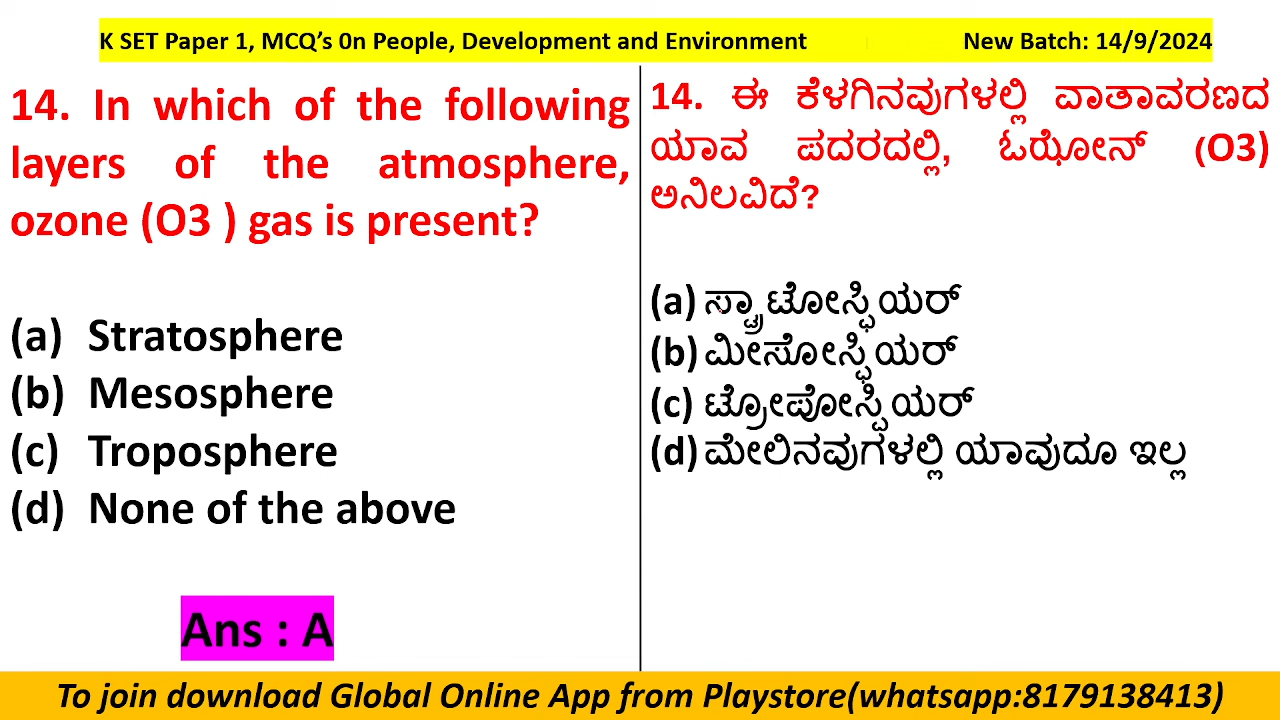 K SET Paper 1, MCQ's 0n People, Development and Environment New Batch: 14/9/2024
14. In which of the following
layers of the atmosphere,
ozone (O3 ) gas is present?
(a) Stratosphere
(b) Mesosphere
(c) Troposphere
(d) None of the above
Ans : A
14. ಈ ಕೆಳಗಿನವುಗಳಲ್ಲಿ ವಾತಾವರಣದ
ಯಾವ ಪದರದಲ್ಲಿ, ಓಝೋನ್ (O3)
ಅನಿಲವಿದೆ?
(a) ಸ್ಟ್ರಾಟೋಸ್ಫಿಯರ್
(b) ಮೀಸೋಸ್ಫಿಯರ್
(c) ಟ್ರೋಪೋಸ್ಪಿಯರ್
(d) ಮೇಲಿನವುಗಳಲ್ಲಿ ಯಾವುದೂ ಇಲ್ಲ
To join download Global Online App from Playstore(whatsapp:8179138413)